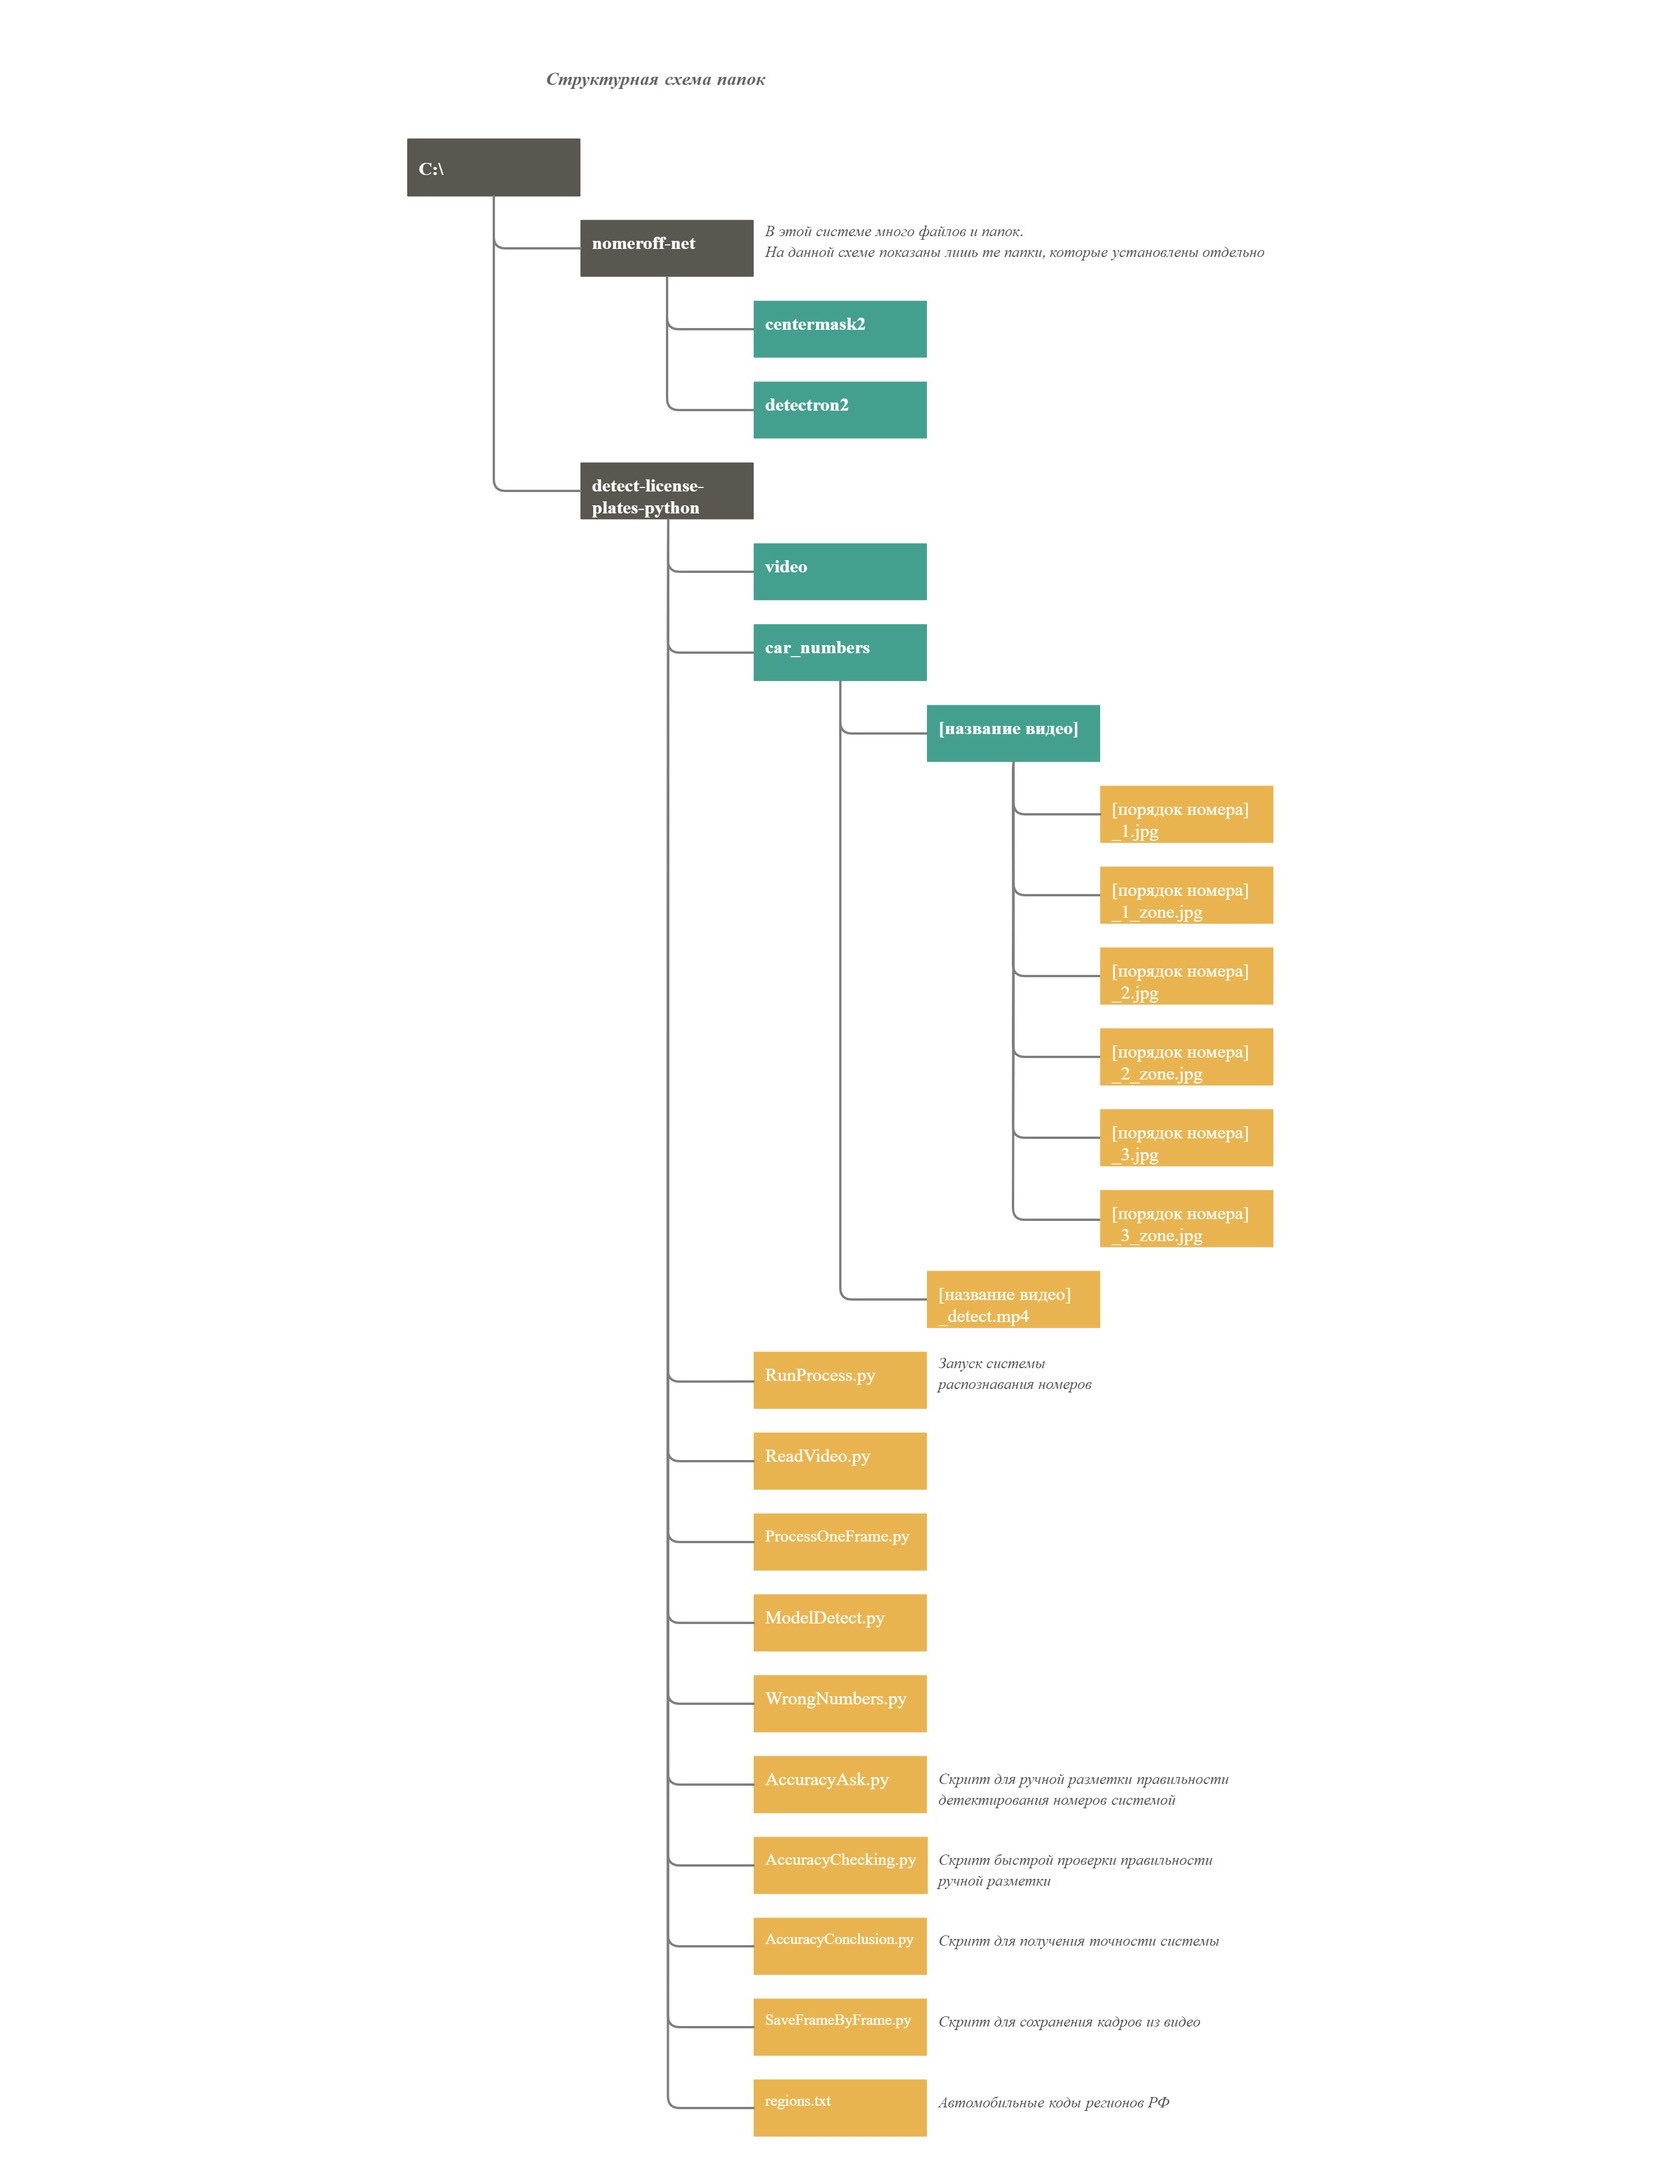 Структурная схема папок
C:\
nomeroff-net
В этой системе много файлов и папок.
На данной схеме показаны лишь те папки, которые установлены отдельно
centermask2
detectron2
detect-license-
plates-python
video
car_numbers
[название видео]
[порядок номера]
_1.jpg
[порядок номера]
_1_zone.jpg
[порядок номера]
_2.jpg
[порядок номера]
_2_zone.jpg
[порядок номера]
_3.jpg
[порядок номера]
_3_zone.jpg
[название видео]
_detect.mp4
RunProcess.py
Запуск системы
распознавания номеров
ReadVideo.py
ProcessOneFrame.py
ModelDetect.py
WrongNumbers.py
AccuracyAsk.py
Скрипт для ручной разметки правильности
детектирования номеров системой
AccuracyChecking.py
Скрипт быстрой проверки правильности
ручной разметки
AccuracyConclusion.py
Скрипт для получения точности системы
SaveFrameByFrame.py
Скрипт для сохранения кадров из видео
regions.txt
Автомобильные коды регионов РФ